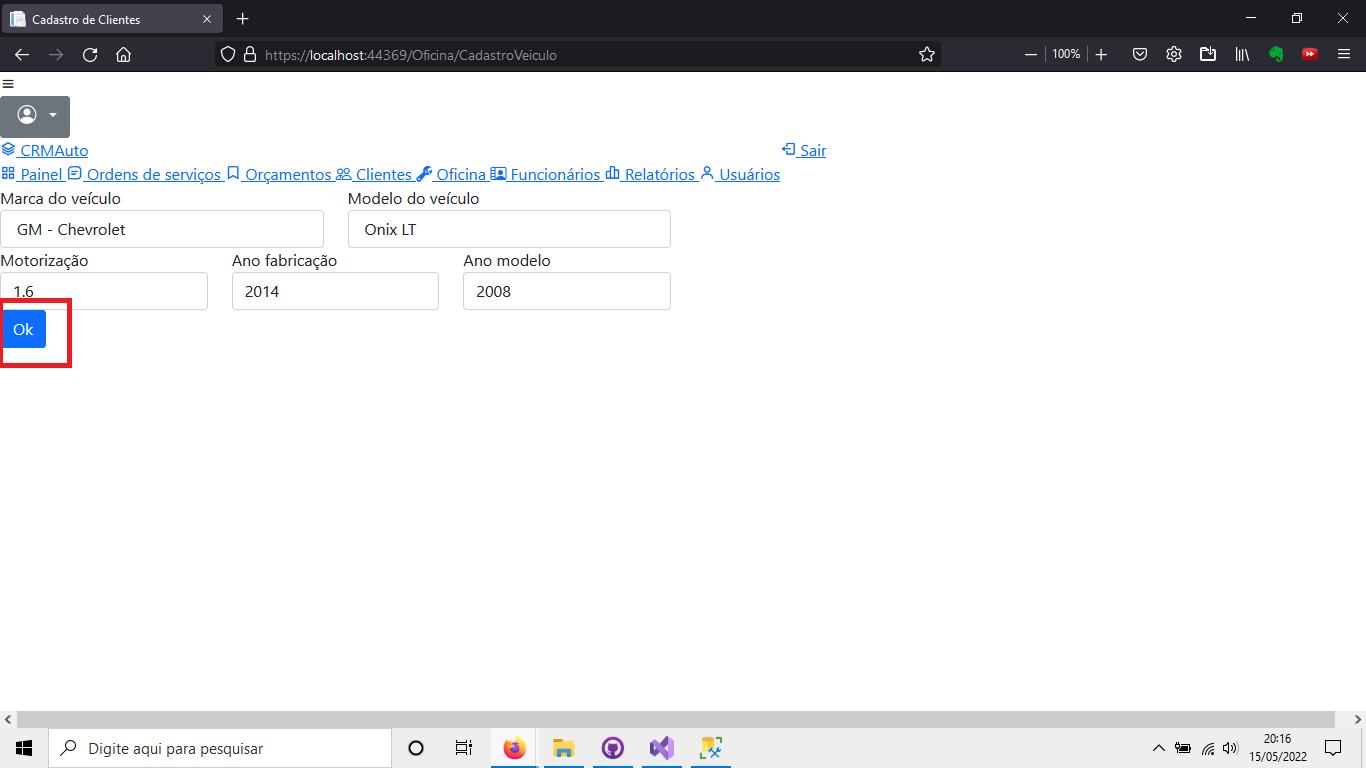 Cadastro de Clientes
https://localhost:44369/Oficina/CadastroVeiculo
100%
CRMAuto Sair
Painel Ordens de serviços Orçamentos Clientes Oficina Funcionários Relatórios Usuários
Marca do veículo Modelo do veículo
GM - Chevrolet Onix LT
Motorização Ano fabricação Ano modelo
1.6 2014 2008
Ok
Digite aqui para pesquisar
20:16
15/05/2022